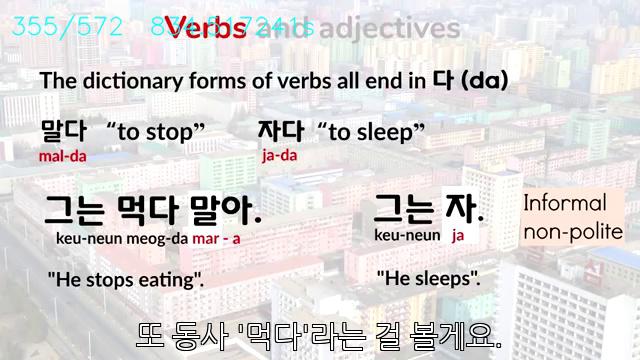 355/572 834.517241s
Verbs and adjectives
The dictionary forms of verbs all end in 다 (da)
말다 “to stop” 자다 “to sleep”
mal-da ja-da
그는 먹다 말아. 그는 자.
keu-neun meog-da mar - a keu-neun ja
Informal
non-polite
"He stops eating". "He sleeps".
또 동사 '먹다'라는 걸 볼게요.